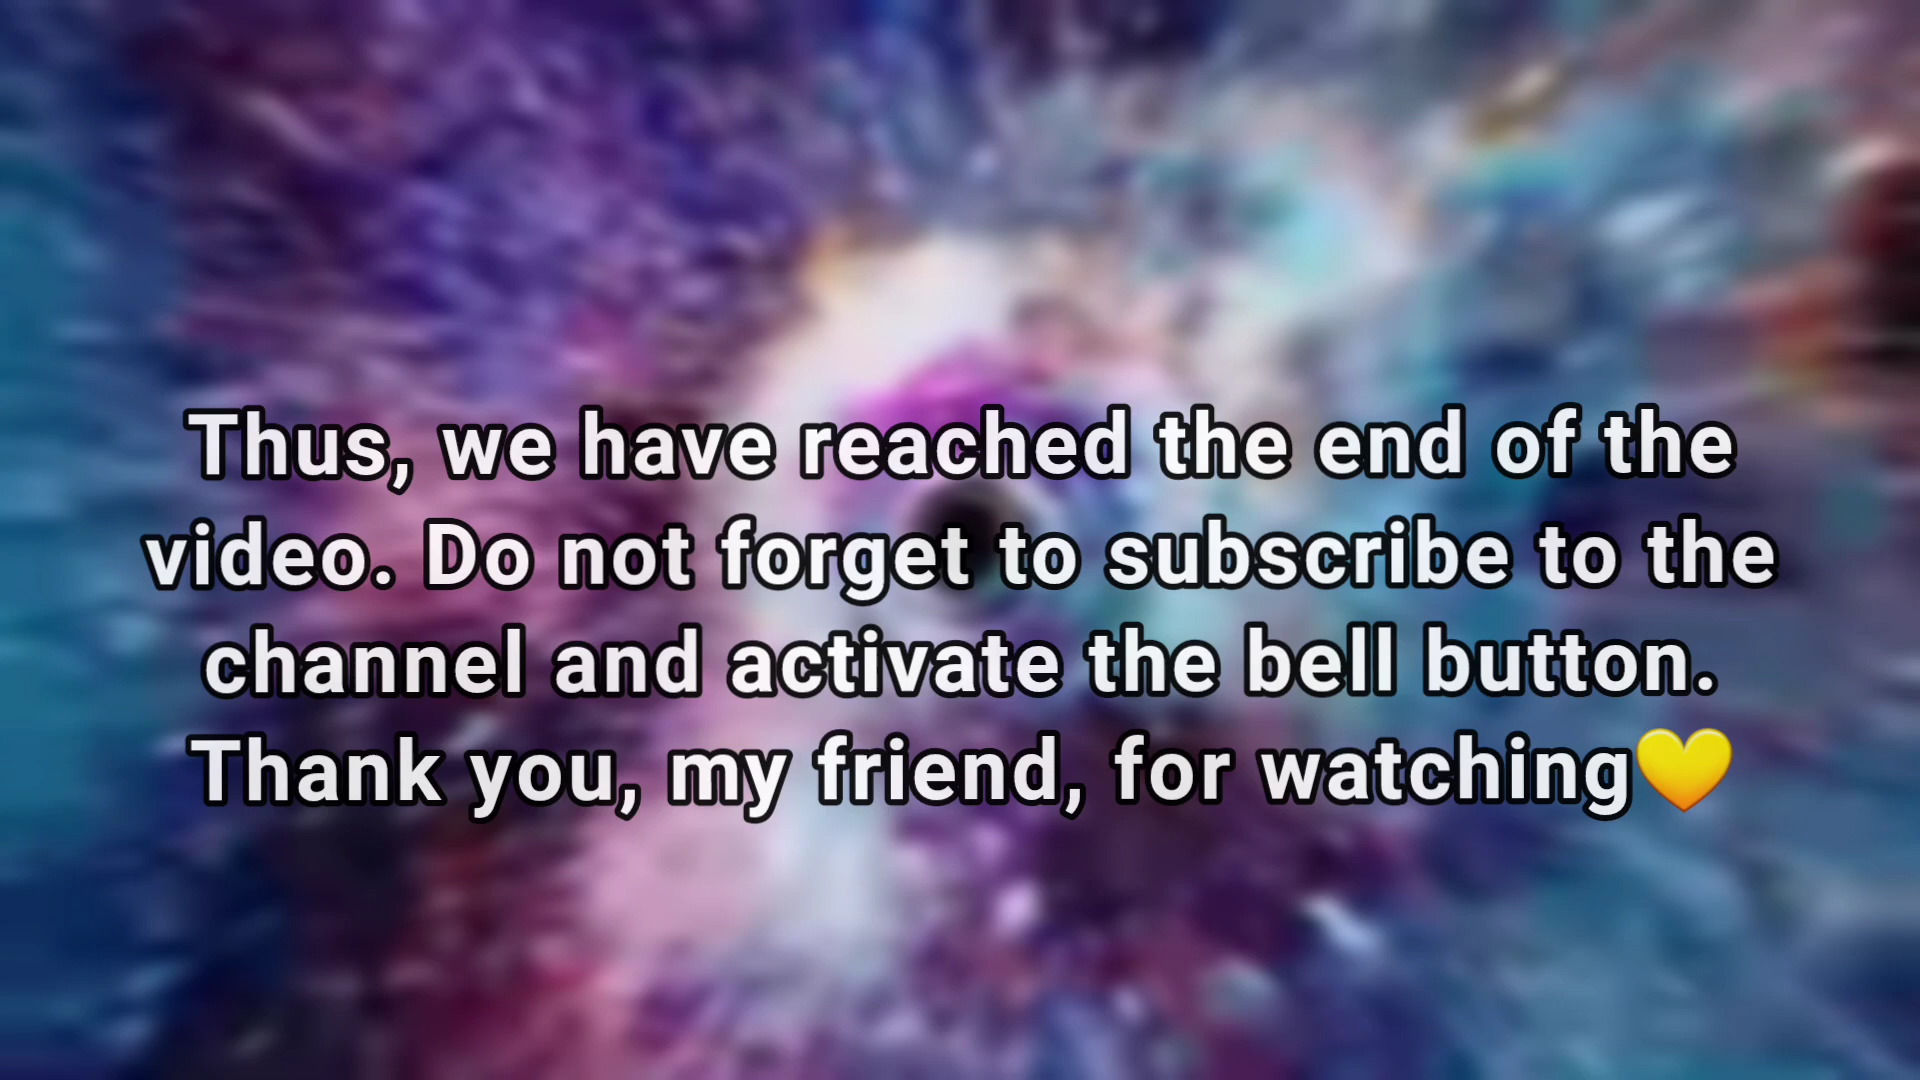 Thus, we have reached the end of the
video. Do not forget to subscribe to the
channel and activate the bell button.
Thank you, my friend, for watching💛